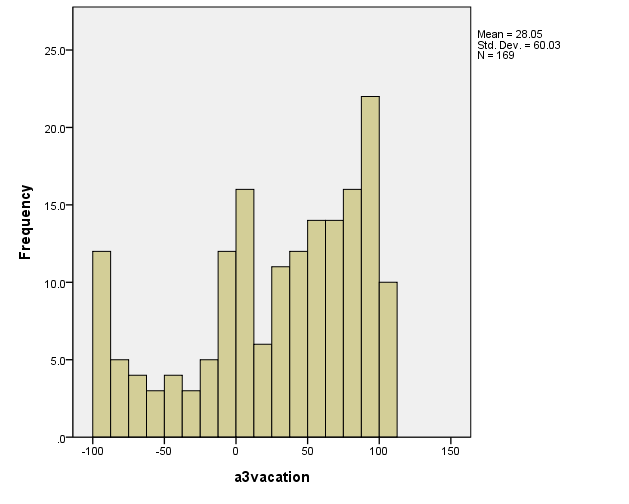 Mean = 28.05
Std. Dev. = 60.03
N = 169
25.0
20.0
15.0
10.0
5.0
.0
Frequency
-100 -50 0 50 100 150
a3vacation